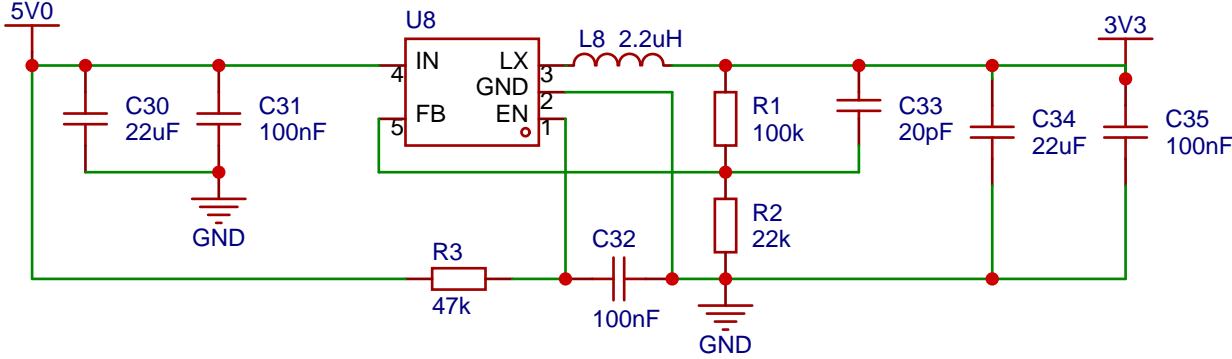 5V0
U8
L8 2.2uH
3V3
IN
LX
4
3
GND
2
FB
EN
5
1
C30
22uF
C31
100nF
R1
100k
C33
20pF
C34
22uF
C35
100nF
GND
R2
22k
R3
47k
C32
100nF
GND